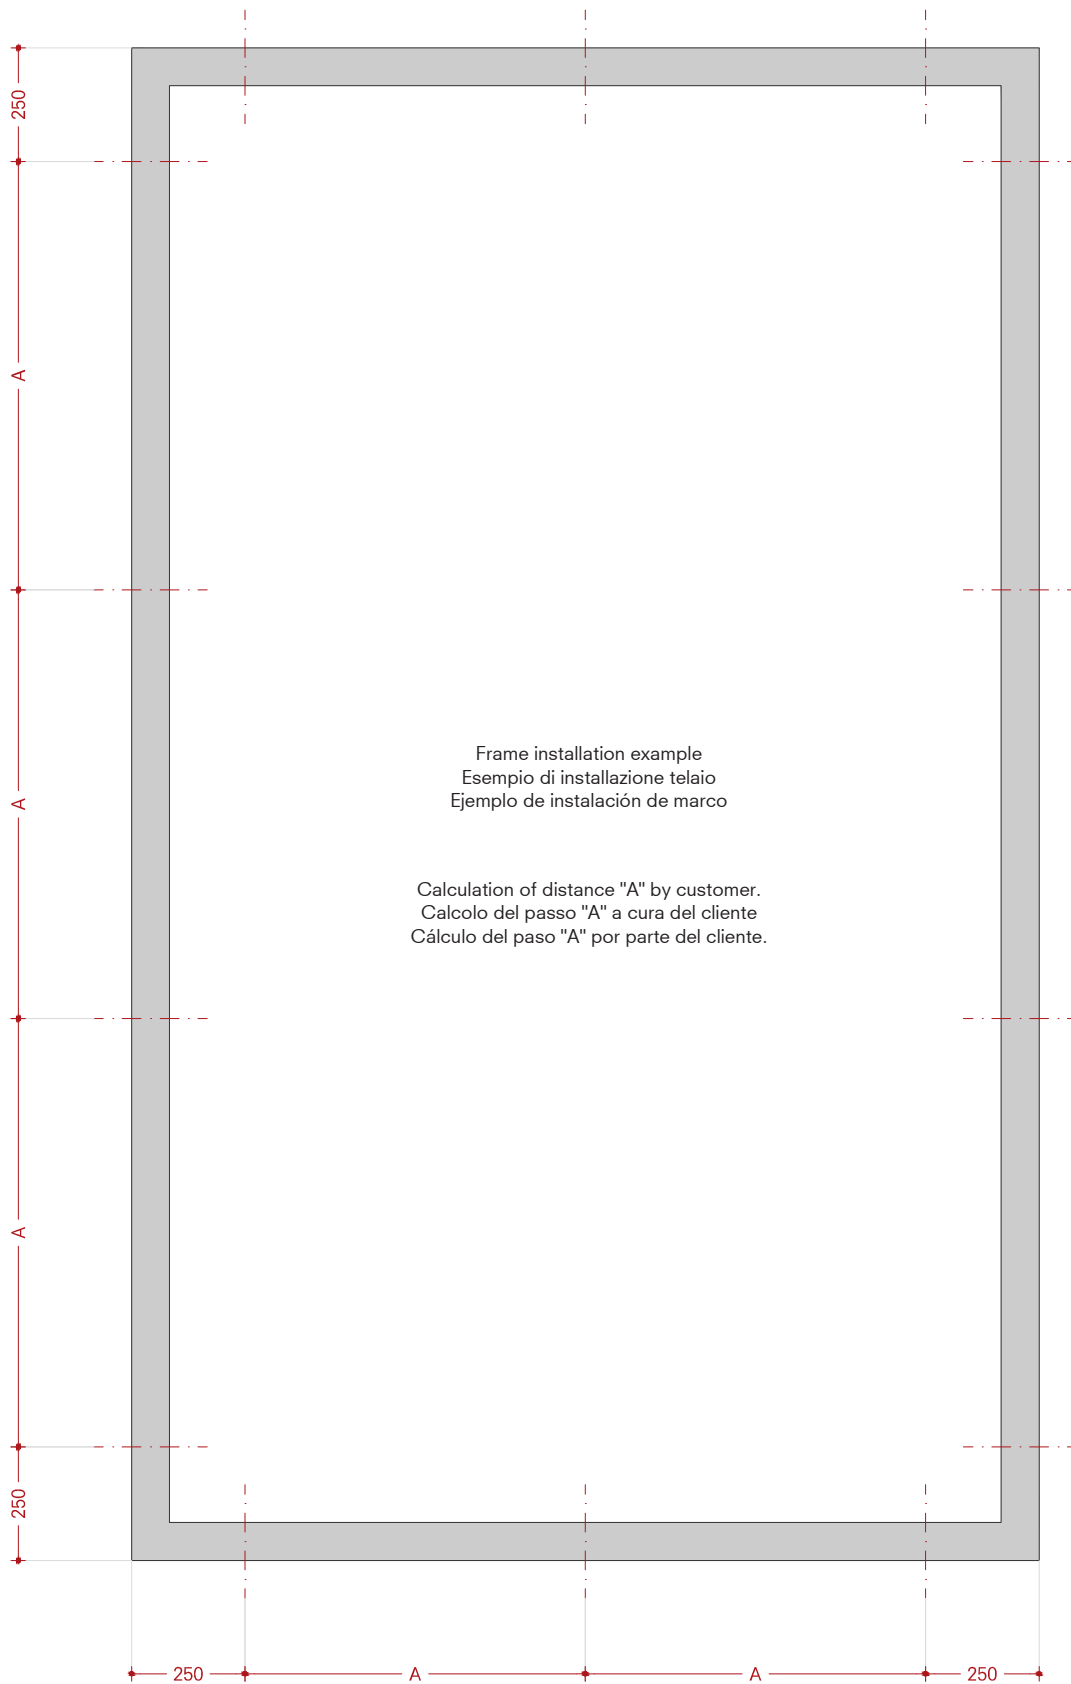 250
A
A
A
250
Frame installation example
Esempio di installazione telaio
Ejemplo de instalación de marco
Calculation of distance "A" by customer.
Calcolo del passo "A" a cura del cliente
Cálculo del paso "A" por parte del cliente.
250
A
A
250